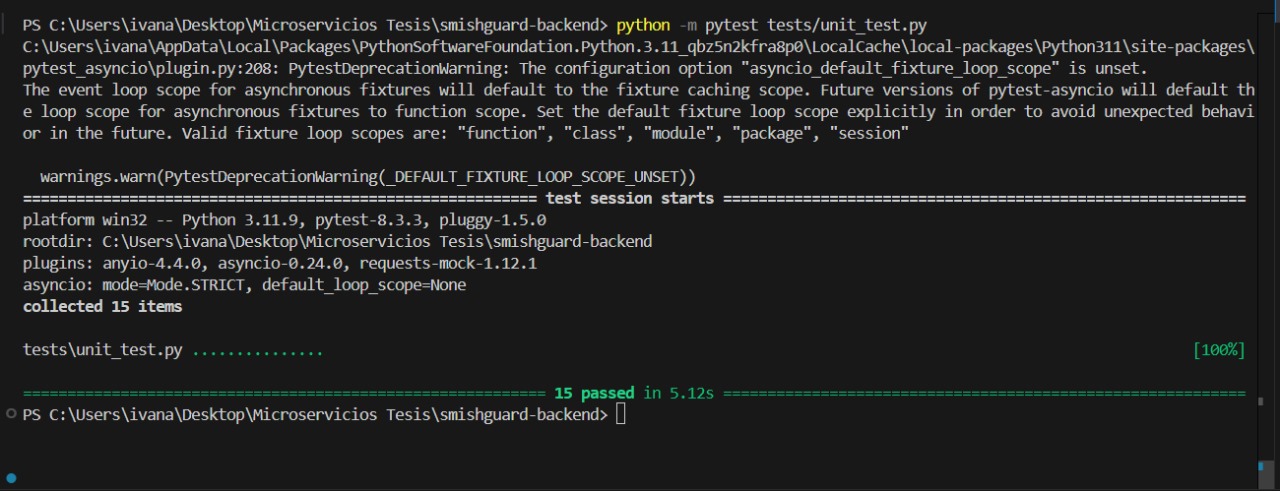 PS C:\Users\ivana\Desktop\Microservicios Tesis\smishguard-backend> python -m pytest tests/unit_test.py
C:\Users\ivana\AppData\Local\Packages\PythonSoftwareFoundation.Python.3.11_qbz5n2kfra8p0\LocalCache\local-packages\Python311\site-packages\
pytest_asyncio\plugin.py:208: PytestDeprecationWarning: The configuration option "asyncio_default_fixture_loop_scope" is unset.
The event loop scope for asynchronous fixtures will default to the fixture caching scope. Future versions of pytest-asyncio will default th
e loop scope for asynchronous fixtures to function scope. Set the default fixture loop scope explicitly in order to avoid unexpected behavi
or in the future. Valid fixture loop scopes are: "function", "class", "module", "package", "session"
warnings.warn(PytestDeprecationWarning(_DEFAULT_FIXTURE_LOOP_SCOPE_UNSET))
========================================================== test session starts ===========================================================
platform win32 -- Python 3.11.9, pytest-8.3.3, pluggy-1.5.0
rootdir: C:\Users\ivana\Desktop\Microservicios Tesis\smishguard-backend
plugins: anyio-4.4.0, asyncio-0.24.0, requests-mock-1.12.1
asyncio: mode=Mode.STRICT, default_loop_scope=None
collected 15 items
tests\unit_test.py ............... [100%]
=========================================================== 15 passed in 5.12s ===========================================================
PS C:\Users\ivana\Desktop\Microservicios Tesis\smishguard-backend>